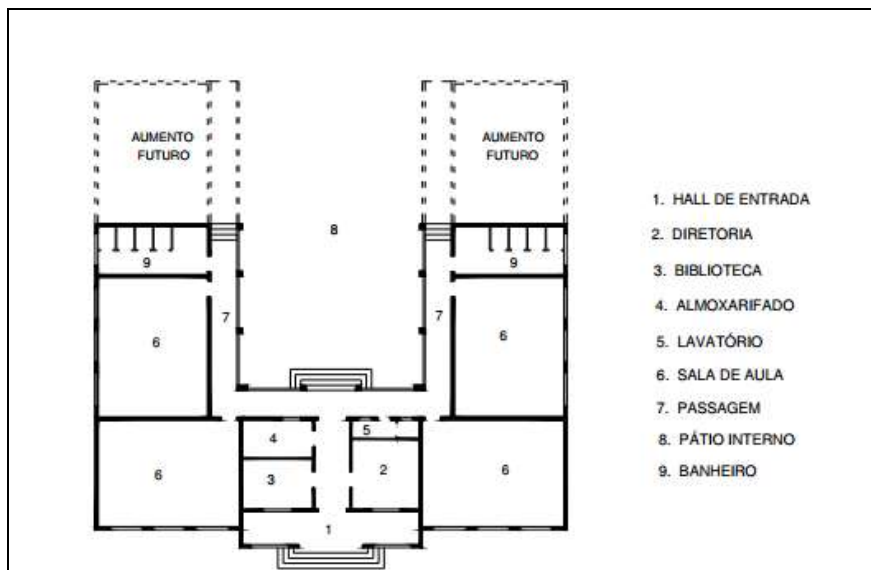 AUMENTO
FUTURO
AUMENTO
FUTURO
8
9
9
7
7
6
6
5
4
6
3
2
6
1
1. HALL DE ENTRADA
2. DIRETORIA
3. BIBLIOTECA
4. ALMOXARIFADO
5. LAVATÓRIO
6. SALA DE AULA
7. PASSAGEM
8. PÁTIO INTERNO
9. BANHEIRO